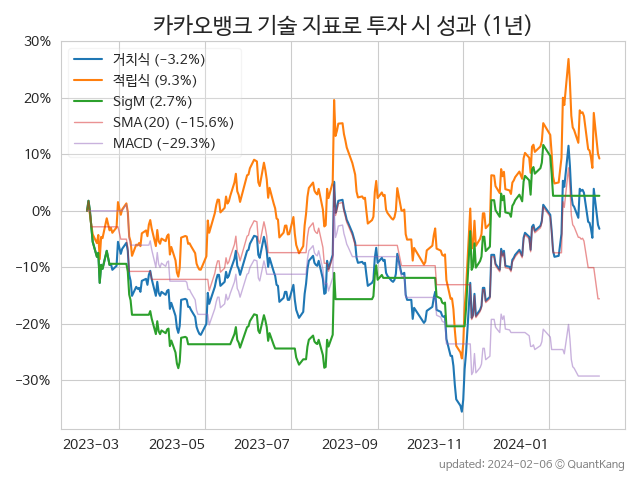 카카오뱅크 기술 지표로 투자 시 성과 (1년)
30%
20%
10%
0%
−10%
−20%
−30%
거치식 (−3.2%)
적립식 (9.3%)
SigM (2.7%)
SMA(20) (−15.6%)
MACD (−29.3%)
2023-03
2023-05
2023-07
2023-09
2023-11
2024-01
updated: 2024-02-06 © QuantKang